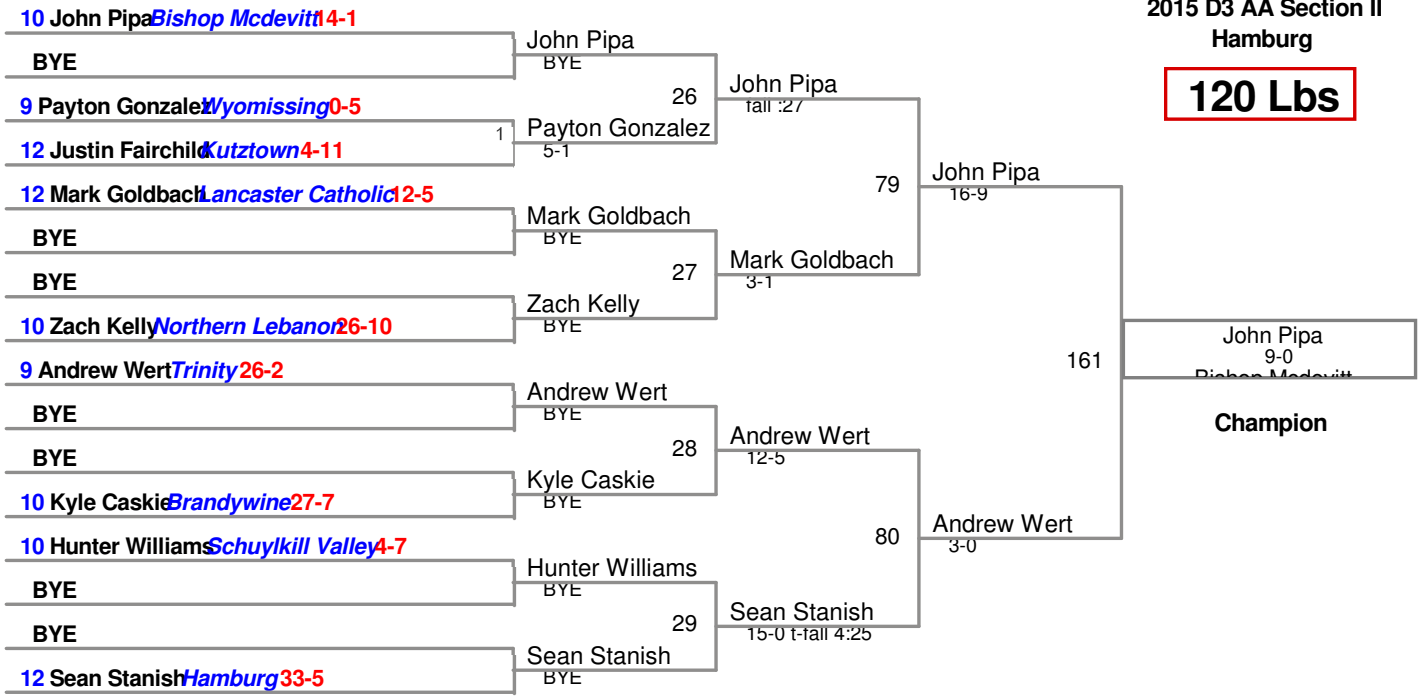 2015 D3 AA Section II
Hamburg
120 Lbs
10 John Pipa Bishop Mcdevitt 14-1
BYE
9 Payton Gonzalez Wyomissing 0-5
12 Justin Fairchild Kutztown 4-11
12 Mark Goldbach Lancaster Catholic 12-5
BYE
BYE
10 Zach Kelly Northern Lebanon 26-10
9 Andrew Wert Trinity 26-2
BYE
BYE
10 Kyle Caskie Brandywine 27-7
10 Hunter Williams Schuylkill Valley 4-7
BYE
BYE
12 Sean Stanish Hamburg 33-5
John Pipa
BYE
1
Payton Gonzalez
5-1
Mark Goldbach
BYE
Zach Kelly
BYE
Andrew Wert
BYE
Kyle Caskie
BYE
Hunter Williams
BYE
Sean Stanish
BYE
26
John Pipa
fall :27
27
Mark Goldbach
3-1
28
Andrew Wert
12-5
29
Sean Stanish
15-0 t-fall 4:25
79
John Pipa
16-9
80
Andrew Wert
3-0
161
John Pipa
9-0
Bishop Mcdevitt
Champion